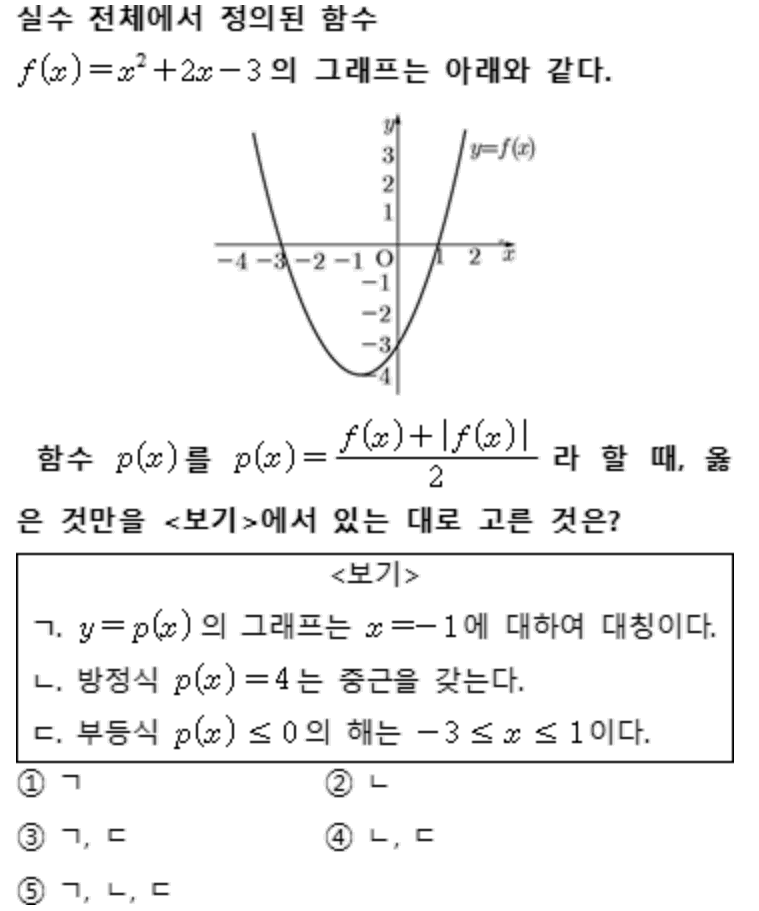 실수 전체에서 정의된 함수
f(x)=x²+2x-3의 그래프는 아래와 같다.
y
3
y=f(x)
2
1
-4 -3 -2 -1 O 1 2 x
-1
-2
-3
-4
함수 p(x)를 p(x)=\frac{f(x)+|f(x)|}{2} 라 할 때, 옳
은 것만을 <보기>에서 있는 대로 고른 것은?
<보기>
ㄱ. y=p(x)의 그래프는 x=-1에 대하여 대칭이다.
ㄴ. 방정식 p(x)=4는 중근을 갖는다.
ㄷ. 부등식 p(x)≤0의 해는 -3≤x≤1이다.
① ㄱ ② ㄴ
③ ㄱ, ㄷ ④ ㄴ, ㄷ
⑤ ㄱ, ㄴ, ㄷ